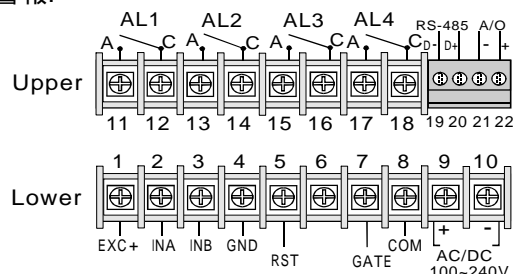 AL1 AL2 AL3 AL4 RS-485 A/O
A C A C A C A C D- D+ - +
Upper
11 12 13 14 15 16 17 18 19 20 21 22
1 2 3 4 5 6 7 8 9 10
Lower
EXC+ INA INB GND RST GATE COM + -
AC/DC
100~240V